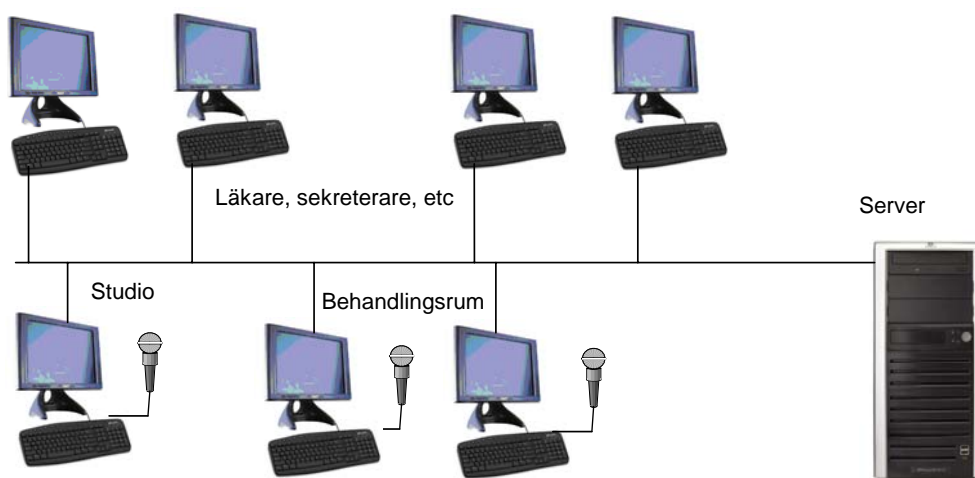 Läkare, sekreterare, etc
Server
Studio
Behandlingsrum